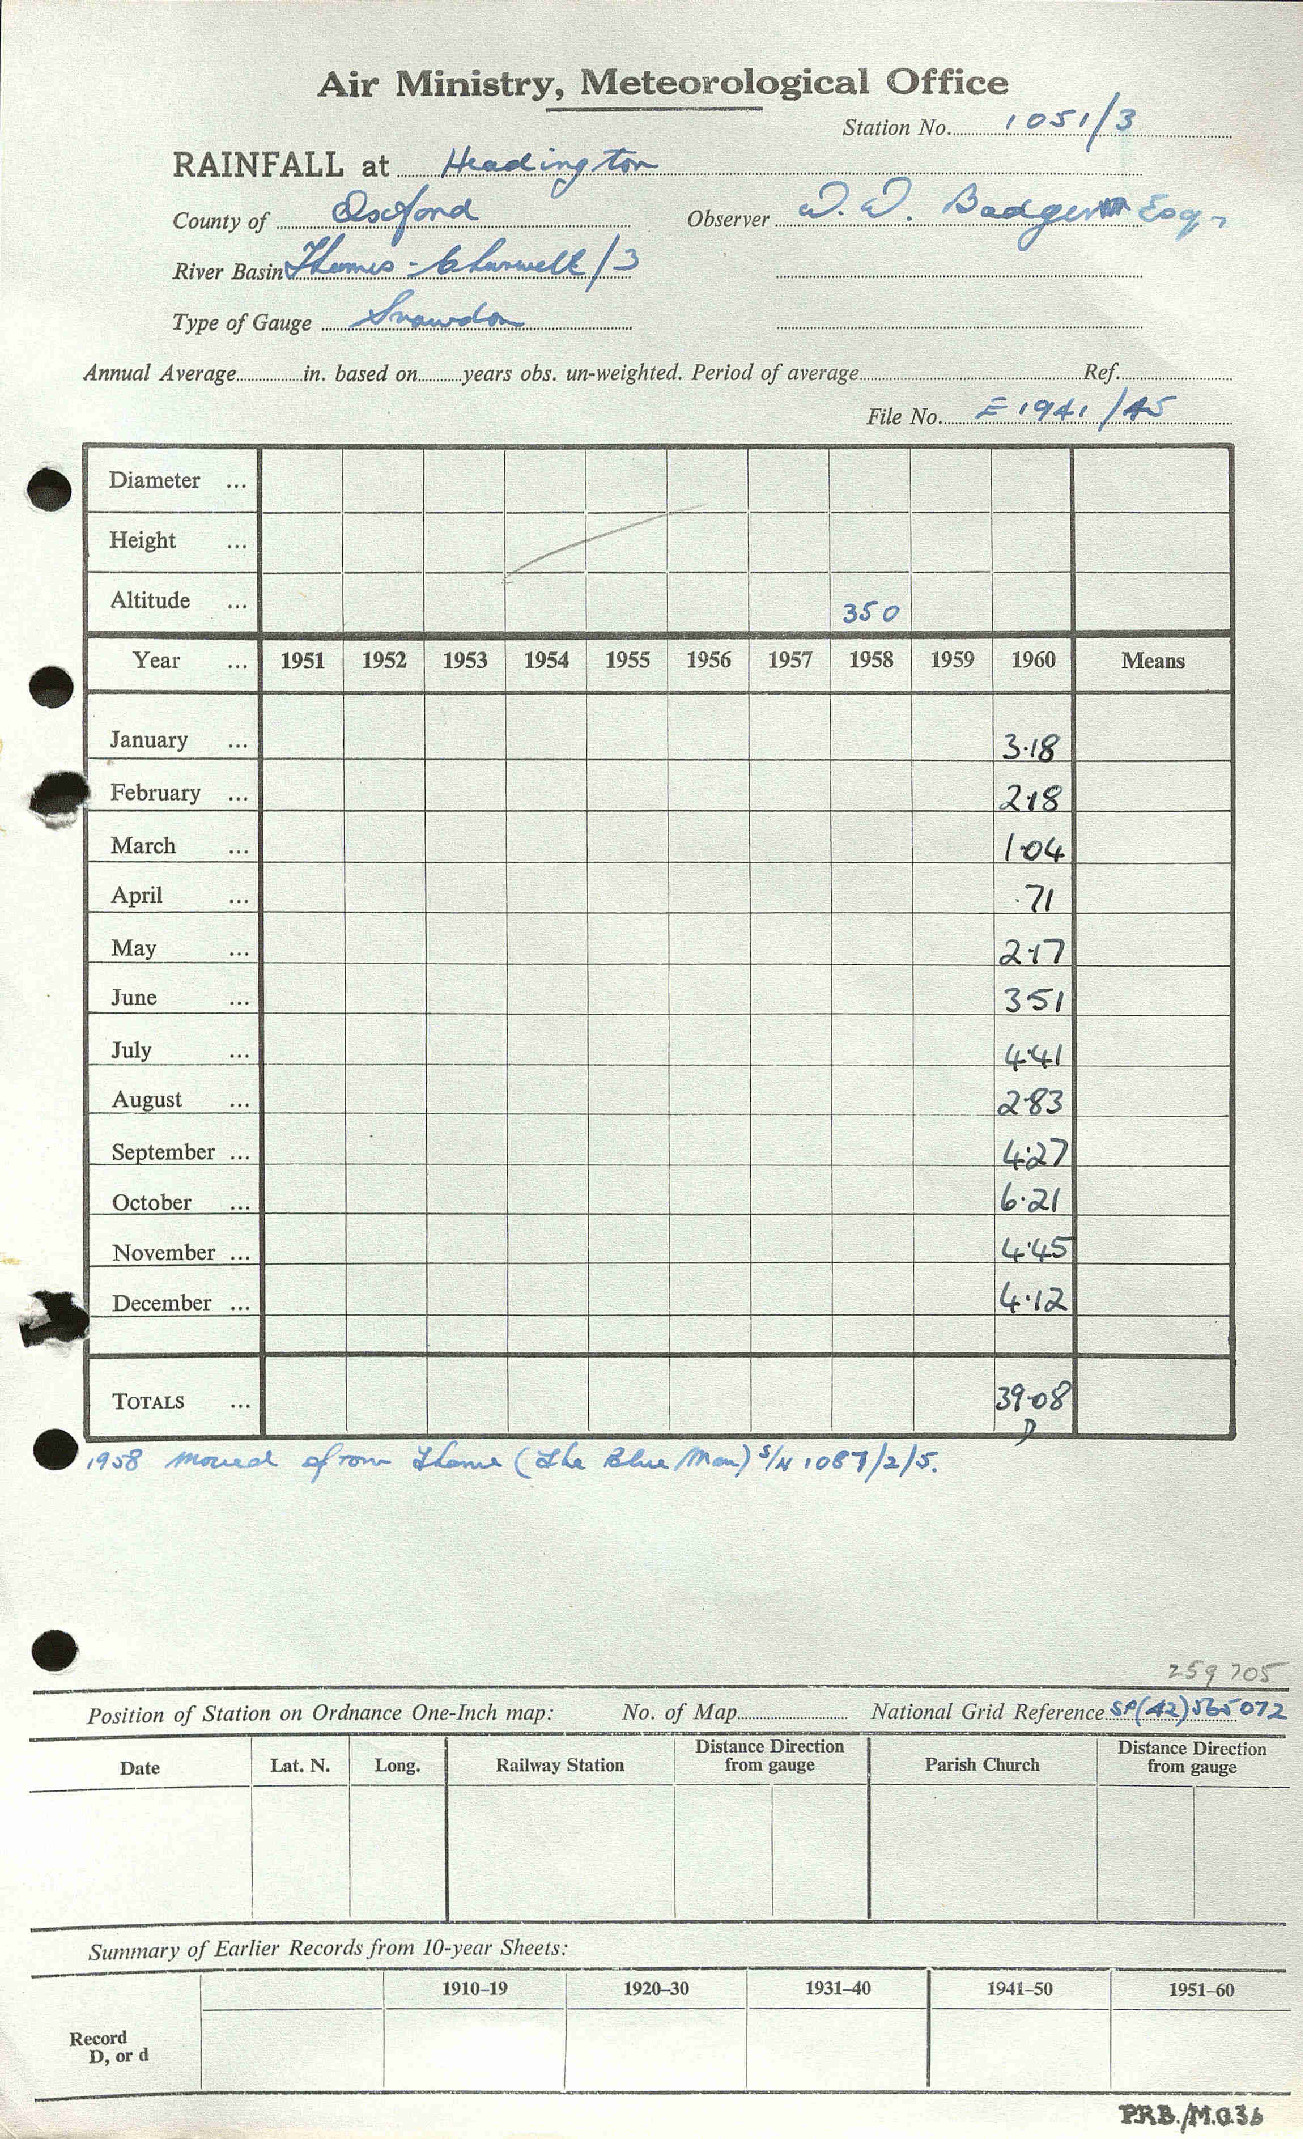 Air Ministry, Meteorological Office
Station No. 1051/3
RAINFALL at Headington
County of Oxford Observer W. W. Badger Esq.
River Basin Thames - Charwell/3
Type of Gauge Snowdon
Annual Average in. based on years obs. un-weighted. Period of average Ref.
File No. E 1941/45
Diameter ...
Height ...
Altitude ... 350
Year ... 1951 1952 1953 1954 1955 1956 1957 1958 1959 1960 Means
January ... 3.18
February ... 2.18
March ... 1.04
April ... .71
May ... 2.17
June ... 3.51
July ... 4.41
August ... 2.83
September ... 4.27
October ... 6.21
November ... 4.45
December ... 4.12
TOTALS ... 39.08
D
1958 moved from Thame (The Blue Man) S/N 1087/2/5.
259 705
Position of Station on Ordnance One-Inch map: No. of Map National Grid Reference SP(42)565072
Date Lat. N. Long. Railway Station Distance Direction from gauge Parish Church Distance Direction from gauge
Summary of Earlier Records from 10-year Sheets:
1910–19 1920–30 1931–40 1941–50 1951–60
Record
D, or d
P.R.B./M.O.36